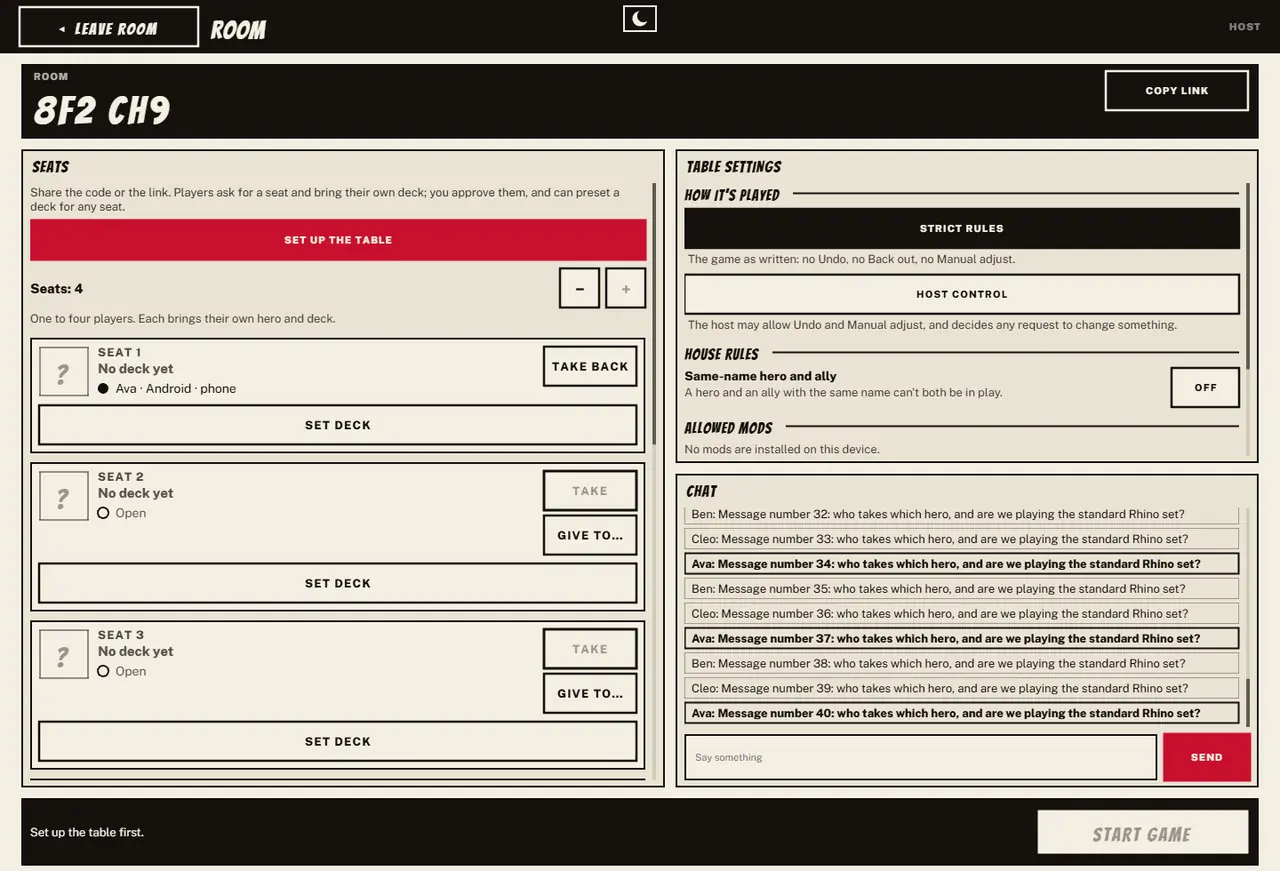 ◂ LEAVE ROOM
ROOM
HOST
ROOM
8F2 CH9
COPY LINK
SEATS
Share the code or the link. Players ask for a seat and bring their own deck; you approve them, and can preset a
deck for any seat.
SET UP THE TABLE
Seats: 4
−
+
One to four players. Each brings their own hero and deck.
?
SEAT 1
No deck yet
Ava · Android · phone
TAKE BACK
SET DECK
?
SEAT 2
No deck yet
Open
TAKE
GIVE TO...
SET DECK
?
SEAT 3
No deck yet
Open
TAKE
GIVE TO...
SET DECK
TABLE SETTINGS
HOW IT'S PLAYED
STRICT RULES
The game as written: no Undo, no Back out, no Manual adjust.
HOST CONTROL
The host may allow Undo and Manual adjust, and decides any request to change something.
HOUSE RULES
Same-name hero and ally
A hero and an ally with the same name can't both be in play.
OFF
ALLOWED MODS
No mods are installed on this device.
CHAT
Ben: Message number 32: who takes which hero, and are we playing the standard Rhino set?
Cleo: Message number 33: who takes which hero, and are we playing the standard Rhino set?
Ava: Message number 34: who takes which hero, and are we playing the standard Rhino set?
Ben: Message number 35: who takes which hero, and are we playing the standard Rhino set?
Cleo: Message number 36: who takes which hero, and are we playing the standard Rhino set?
Ava: Message number 37: who takes which hero, and are we playing the standard Rhino set?
Ben: Message number 38: who takes which hero, and are we playing the standard Rhino set?
Cleo: Message number 39: who takes which hero, and are we playing the standard Rhino set?
Ava: Message number 40: who takes which hero, and are we playing the standard Rhino set?
Say something
SEND
Set up the table first.
START GAME